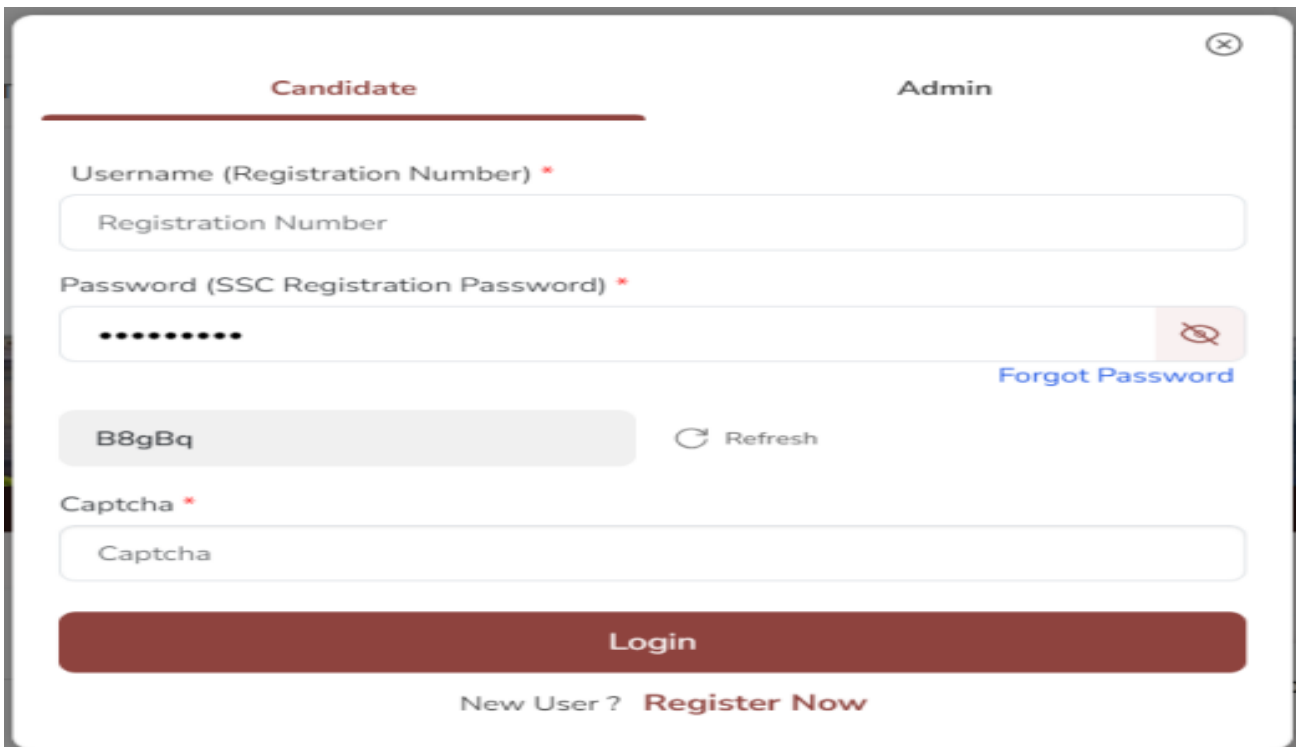 Candidate Admin
Username (Registration Number) *
Registration Number
Password (SSC Registration Password) *
•••••••••
Forgot Password
B8gBq Refresh
Captcha *
Captcha
Login
New User ? Register Now